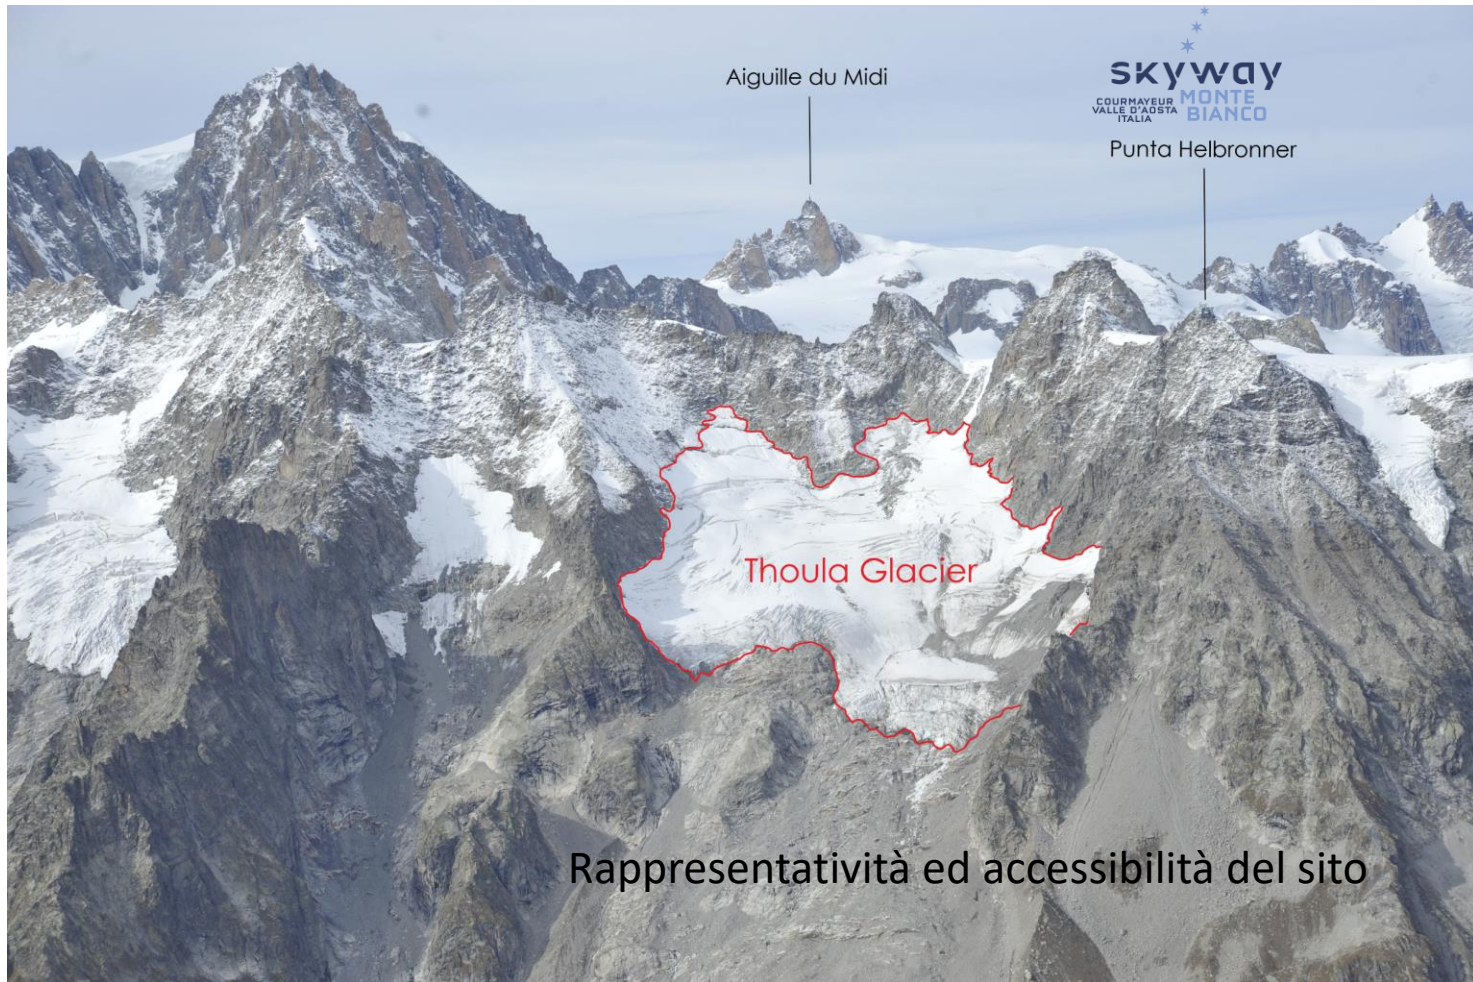 Aiguille du Midi
skyway
COURMAYEUR
VALLE D'AOSTA
ITALIA
MONTE
BIANCO
Punta Helbronner
Thoula Glacier
Rappresentatività ed accessibilità del sito